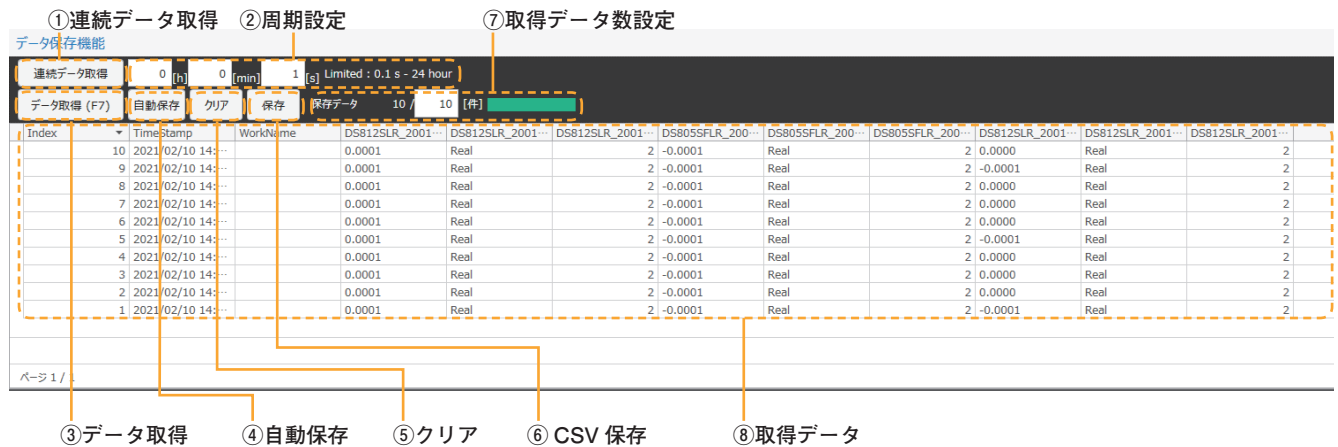 ①連続データ取得 ②周期設定 ⑦取得データ数設定
データ保存機能
連続データ取得 0 [h] 0 [min] 1 [s] Limited : 0.1 s - 24 hour
データ取得 (F7) 自動保存 クリア 保存 保存データ 10 / 10 [件]
Index TimeStamp WorkName DS812SLR_2001… DS812SLR_2001… DS812SLR_2001… DS805SFLR_200… DS805SFLR_200… DS805SFLR_200… DS812SLR_2001… DS812SLR_2001… DS812SLR_2001…
10 2021/02/10 14:… 0.0001 Real 2 -0.0001 Real 2 0.0000 Real 2
9 2021/02/10 14:… 0.0001 Real 2 -0.0001 Real 2 -0.0001 Real 2
8 2021/02/10 14:… 0.0001 Real 2 -0.0001 Real 2 0.0000 Real 2
7 2021/02/10 14:… 0.0001 Real 2 -0.0001 Real 2 0.0000 Real 2
6 2021/02/10 14:… 0.0001 Real 2 -0.0001 Real 2 0.0000 Real 2
5 2021/02/10 14:… 0.0001 Real 2 -0.0001 Real 2 -0.0001 Real 2
4 2021/02/10 14:… 0.0001 Real 2 -0.0001 Real 2 0.0000 Real 2
3 2021/02/10 14:… 0.0001 Real 2 -0.0001 Real 2 0.0000 Real 2
2 2021/02/10 14:… 0.0001 Real 2 -0.0001 Real 2 0.0000 Real 2
1 2021/02/10 14:… 0.0001 Real 2 -0.0001 Real 2 -0.0001 Real 2
ページ 1 / 1
③データ取得 ④自動保存 ⑤クリア ⑥ CSV 保存 ⑧取得データ